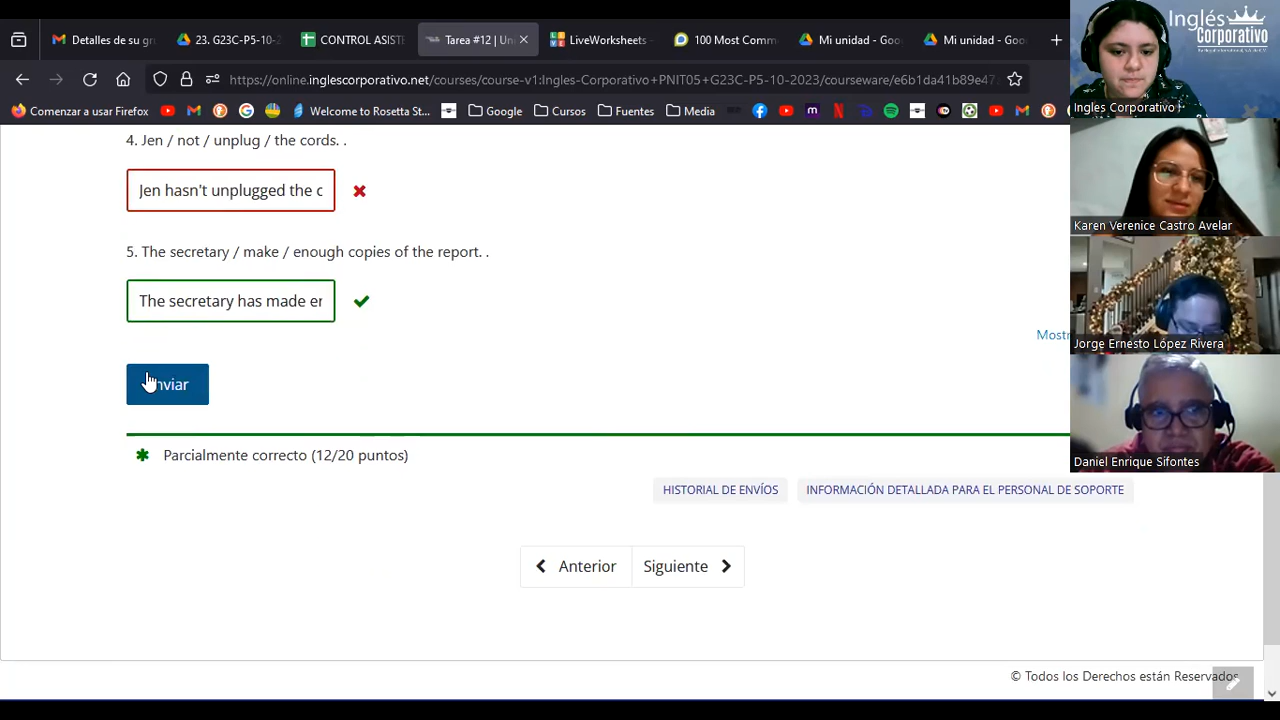 Detalles de su gr
23. G23C-P5-10-2
CONTROL ASIST
Tarea #12 | Un
LiveWorksheets -
100 Most Comm
Mi unidad - Goo
Mi unidad - Goo
https://online.inglescorporativo.net/courses/course-v1:Ingles-Corporativo+PNIT05+G23C-P5-10-2023/courseware/e6b1da41b89e47
Comenzar a usar Firefox
Welcome to Rosetta St...
Google
Cursos
Fuentes
Media
4. Jen / not / unplug / the cords. .
Jen hasn't unplugged the c
5. The secretary / make / enough copies of the report. .
The secretary has made er
Mostr
nviar
Parcialmente correcto (12/20 puntos)
HISTORIAL DE ENVÍOS
INFORMACIÓN DETALLADA PARA EL PERSONAL DE SOPORTE
Anterior
Siguiente
© Todos los Derechos están Reservados
Inglés
Corporativo
Ingles Corporativo
Karen Verenice Castro Avelar
Jorge Ernesto López Rivera
Daniel Enrique Sifontes